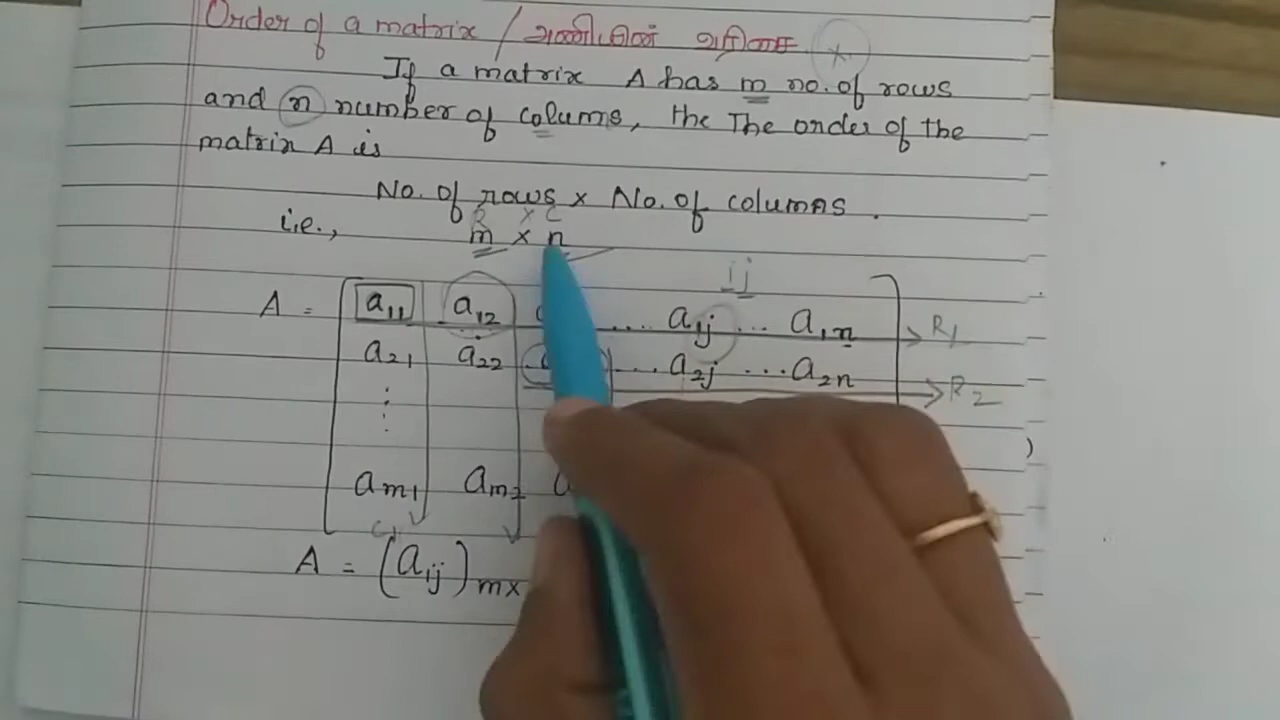 Order of a matrix / அணியின் வரிசை
If a matrix A has m no. of rows
and n number of colums, the The order of the
matrix A is
No. of rows × No. of columns.
R × C
i.e., m × n
ij
A = a11 a12 .... a1j ... a1n → R1
a21 a22 ... a2j ... a2n → R2
⋮
am1 am2 a
C1
A = (aij)m×